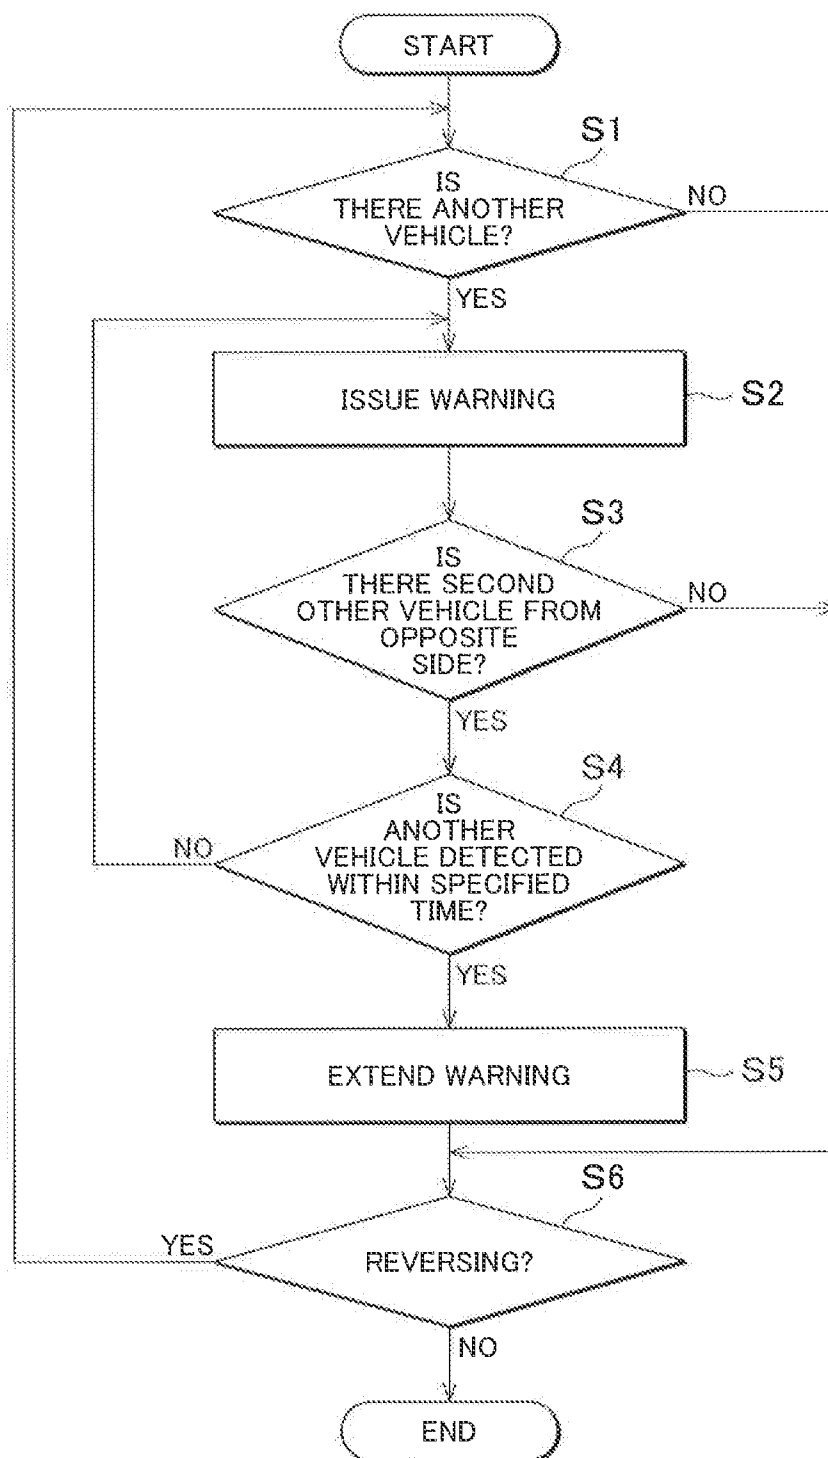 START
S1
IS
THERE ANOTHER
VEHICLE?
NO
YES
ISSUE WARNING
S2
S3
IS
THERE SECOND
OTHER VEHICLE FROM
OPPOSITE
SIDE?
NO
YES
S4
IS
ANOTHER
VEHICLE DETECTED
WITHIN SPECIFIED
TIME?
NO
YES
EXTEND WARNING
S5
S6
YES
REVERSING?
NO
END